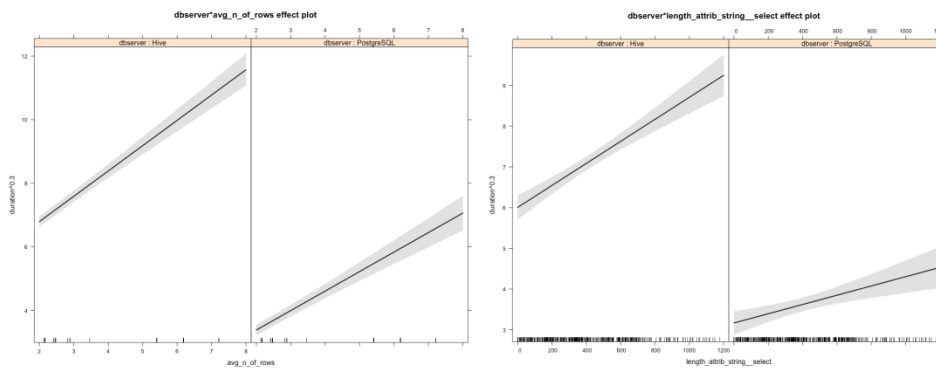 dbserver*avg_n_of_rows effect plot
2 3 4 5 6 7 8
dbserver : Hive dbserver : PostgreSQL
12
10
8
6
4
duration^0.3
2 3 4 5 6 7 8
avg_n_of_rows
dbserver*length_attrib_string__select effect plot
0 200 400 600 800 1000 1200
dbserver : Hive dbserver : PostgreSQL
9
8
7
6
5
4
3
duration^0.3
0 200 400 600 800 1000 1200
length_attrib_string__select